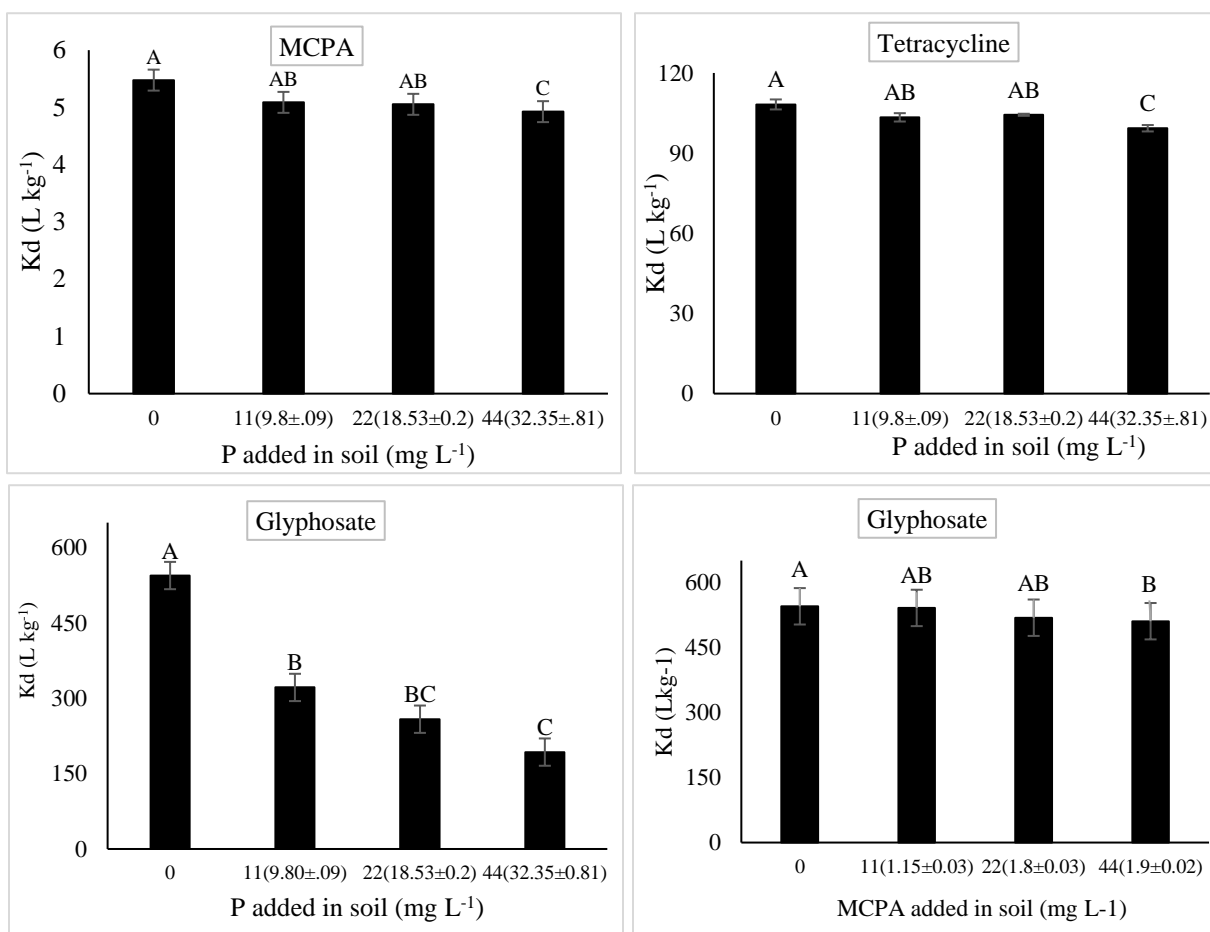 MCPA
6
5
4
3
2
1
0
Kd (L kg-1)
A
AB
AB
C
0
11(9.8±.09)
22(18.53±0.2)
44(32.35±.81)
P added in soil (mg L-1)
Tetracycline
120
90
60
30
0
Kd (L kg-1)
A
AB
AB
C
0
11(9.8±.09)
22(18.53±0.2)
44(32.35±.81)
P added in soil (mg L-1)
Glyphosate
600
450
300
150
0
Kd (L kg-1)
A
B
BC
C
0
11(9.80±.09)
22(18.53±0.2)
44(32.35±0.81)
P added in soil (mg L-1)
Glyphosate
600
450
300
150
0
Kd (Lkg-1)
A
AB
AB
B
0
11(1.15±0.03)
22(1.8±0.03)
44(1.9±0.02)
MCPA added in soil (mg L-1)